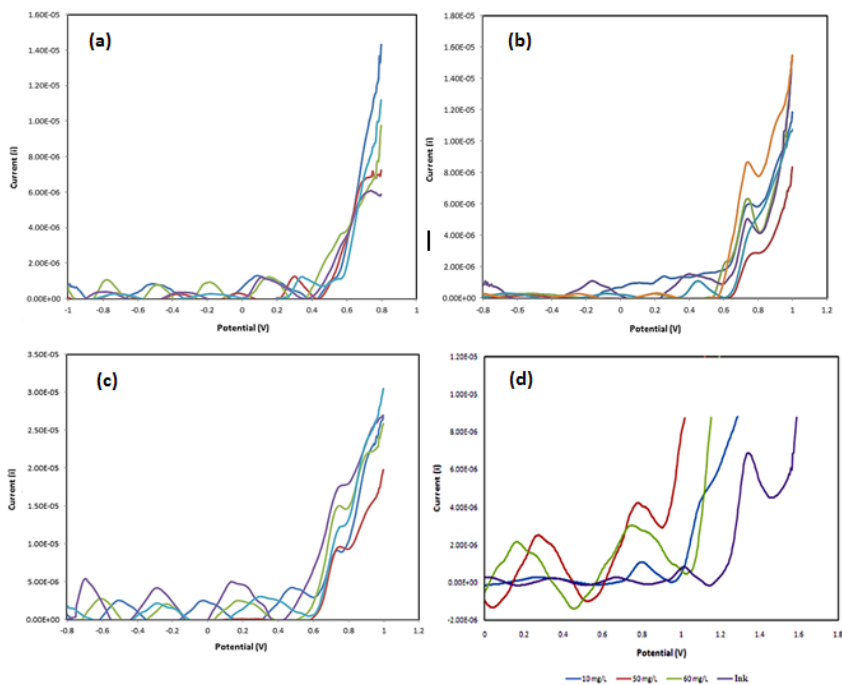 (a)
1.60E-05
1.40E-05
1.20E-05
1.00E-05
8.00E-06
6.00E-06
4.00E-06
2.00E-06
0.00E+00
Current (i)
-1 -0.8 -0.6 -0.4 -0.2 0 0.2 0.4 0.6 0.8 1
Potential (V)
(b)
1.80E-05
1.60E-05
1.40E-05
1.20E-05
1.00E-05
8.00E-06
6.00E-06
4.00E-06
2.00E-06
0.00E+00
Current (i)
-0.8 -0.6 -0.4 -0.2 0 0.2 0.4 0.6 0.8 1 1.2
Potential (V)
(c)
3.50E-05
3.00E-05
2.50E-05
2.00E-05
1.50E-05
1.00E-05
5.00E-06
0.00E+00
Current (i)
-0.8 -0.6 -0.4 -0.2 0 0.2 0.4 0.6 0.8 1 1.2
Potential (V)
(d)
1.20E-05
1.00E-05
8.00E-06
6.00E-06
4.00E-06
2.00E-06
0.00E+00
-2.00E-06
Current (i)
0 0.2 0.4 0.6 0.8 1 1.2 1.4 1.6 1.8
Potential (V)
10 mg/L 50 mg/L 60 mg/L Ink